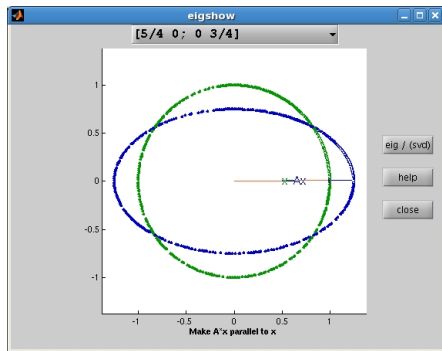 eigshow
[5/4 0; 0 3/4]
1
0.5
0
-0.5
-1
-1 -0.5 0 0.5 1
x A x
Make A*x parallel to x
eig / (svd)
help
close